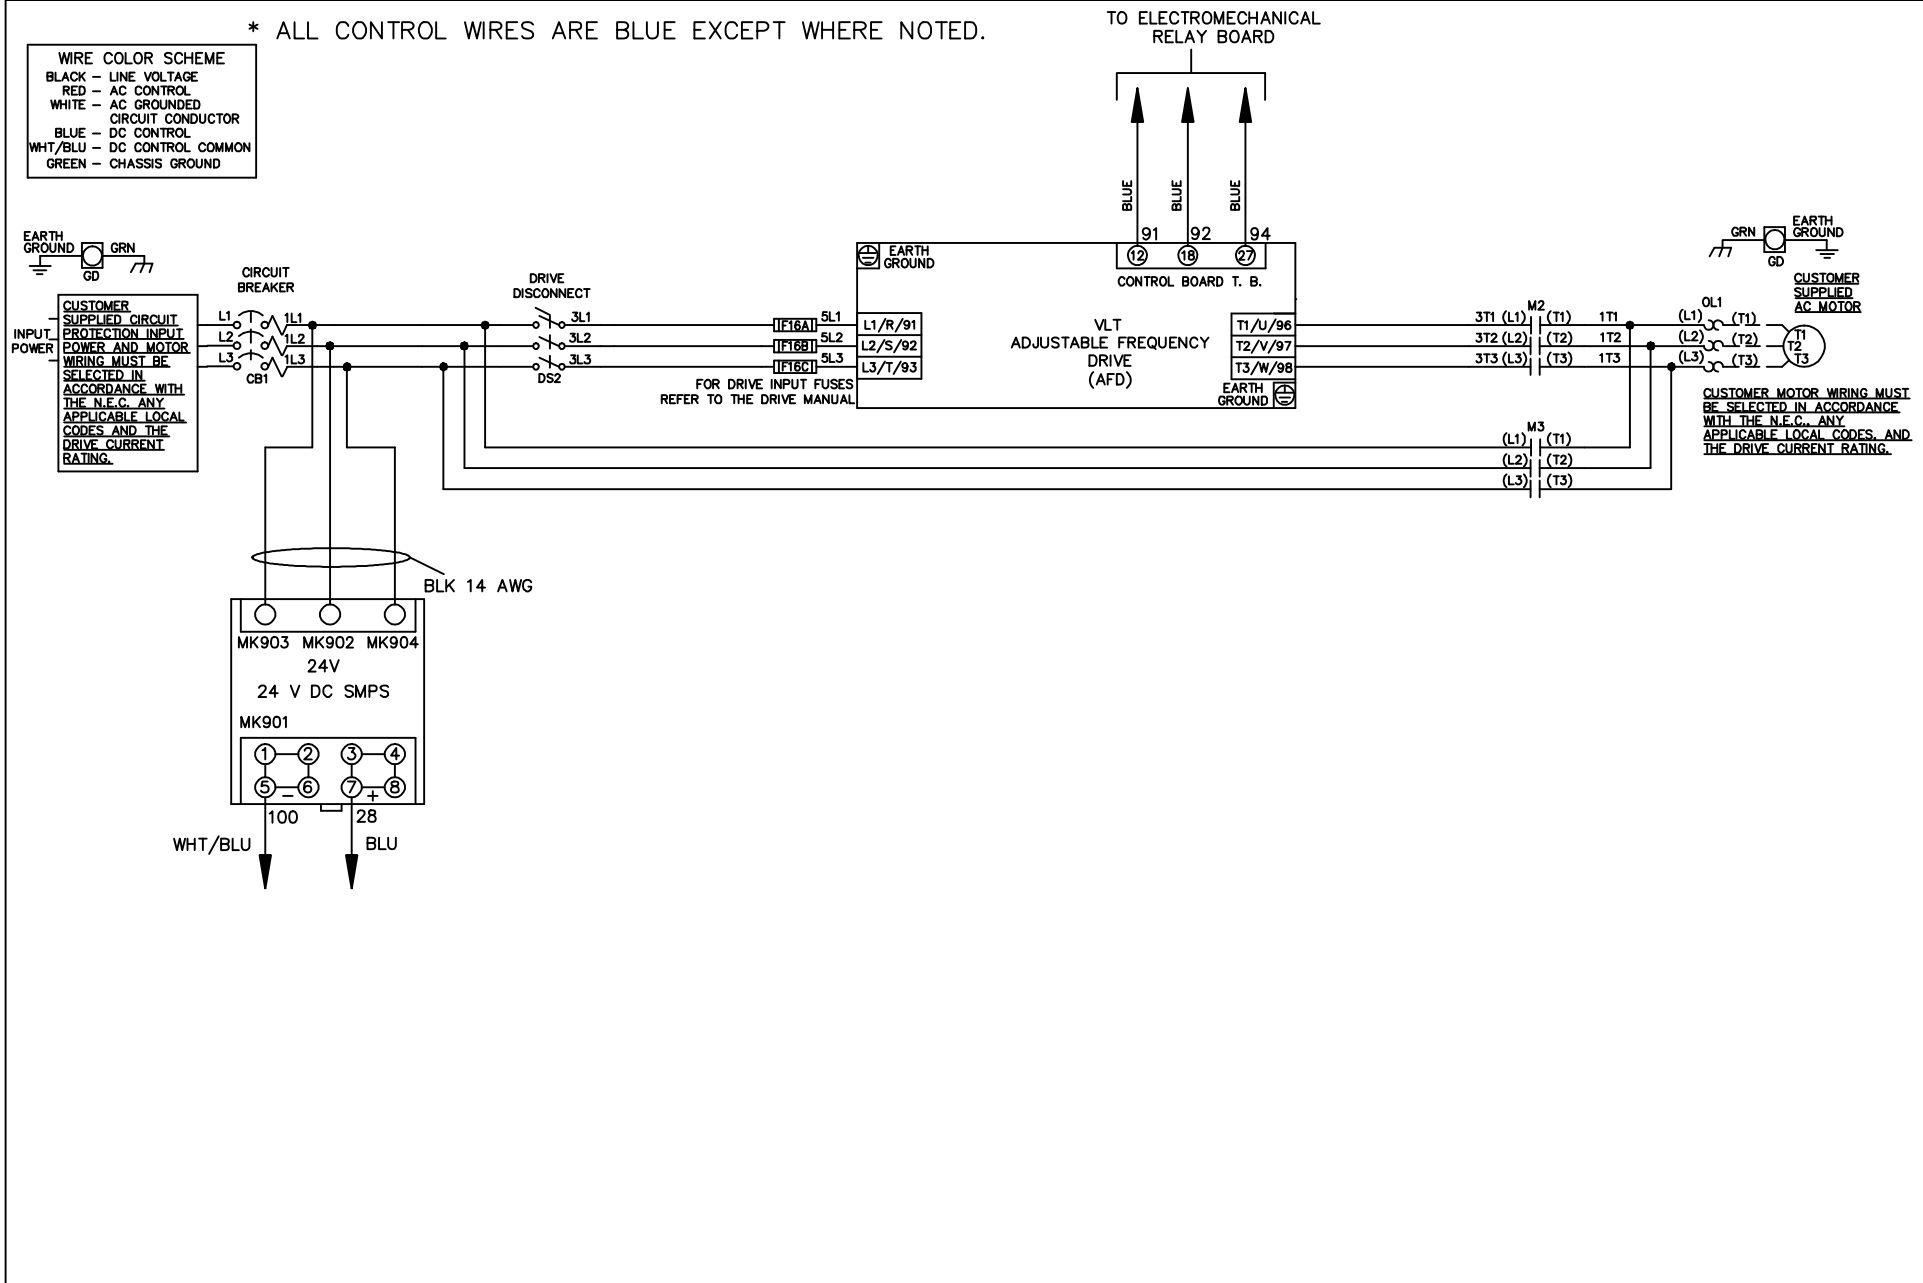 * ALL CONTROL WIRES ARE BLUE EXCEPT WHERE NOTED.
WIRE COLOR SCHEME
BLACK – LINE VOLTAGE
RED – AC CONTROL
WHITE – AC GROUNDED
CIRCUIT CONDUCTOR
BLUE – DC CONTROL
WHT/BLU – DC CONTROL COMMON
GREEN – CHASSIS GROUND
TO ELECTROMECHANICAL
RELAY BOARD
BLUE
BLUE
BLUE
91 92 94
12 18 27
CONTROL BOARD T. B.
EARTH
GROUND
GRN
GD
INPUT
POWER
CUSTOMER
SUPPLIED CIRCUIT
PROTECTION INPUT
POWER AND MOTOR
WIRING MUST BE
SELECTED IN
ACCORDANCE WITH
THE N.E.C. ANY
APPLICABLE LOCAL
CODES AND THE
DRIVE CURRENT
RATING.
CIRCUIT
BREAKER
L1 1L1
L2 1L2
L3 1L3
CB1
DRIVE
DISCONNECT
3L1
3L2
3L3
DS2
F16A 5L1
F16B 5L2
F16C 5L3
FOR DRIVE INPUT FUSES
REFER TO THE DRIVE MANUAL
EARTH
GROUND
L1/R/91
L2/S/92
L3/T/93
VLT
ADJUSTABLE FREQUENCY
DRIVE
(AFD)
T1/U/96
T2/V/97
T3/W/98
EARTH
GROUND
M2
3T1 (L1) (T1) 1T1
3T2 (L2) (T2) 1T2
3T3 (L3) (T3) 1T3
M3
(L1) (T1)
(L2) (T2)
(L3) (T3)
OL1
(L1) (T1)
(L2) (T2)
(L3) (T3)
T1
T2
T3
GRN
GD
EARTH
GROUND
CUSTOMER
SUPPLIED
AC MOTOR
CUSTOMER MOTOR WIRING MUST
BE SELECTED IN ACCORDANCE
WITH THE N.E.C., ANY
APPLICABLE LOCAL CODES, AND
THE DRIVE CURRENT RATING.
BLK 14 AWG
MK903 MK902 MK904
24V
24 V DC SMPS
MK901
1 2 3 4
5 6 7 8
– +
100 28
WHT/BLU BLU